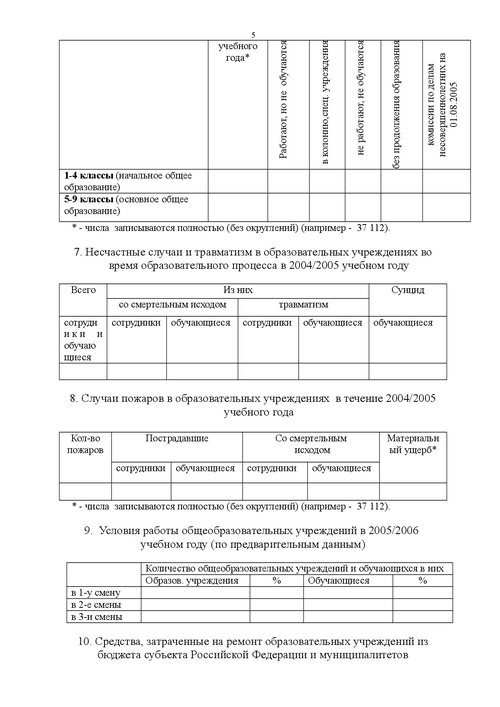 5
учебного
года*
Работают, но не обучаются
в колонию,спец. учреждения
не работают, не обучаются
без продолжения образования
комиссии по делам
несовершеннолетних на
01.08.2005
1-4 классы (начальное общее
образование)
5-9 классы (основное общее
образование)
* - числа записываются полностью (без округлений) (например - 37 112).
7. Несчастные случаи и травматизм в образовательных учреждениях во
время образовательного процесса в 2004/2005 учебном году
Всего Из них Суицид
со смертельным исходом травматизм
сотрудн сотрудники обучающиеся сотрудники обучающиеся обучающиеся
ики и
обучаю
щиеся
8. Случаи пожаров в образовательных учреждениях в течение 2004/2005
учебного года
Кол-во Пострадавшие Со смертельным Материальн
пожаров исходом ый ущерб*
сотрудники обучающиеся сотрудники обучающиеся
* - числа записываются полностью (без округлений) (например - 37 112).
9. Условия работы общеобразовательных учреждений в 2005/2006
учебном году (по предварительным данным)
Количество общеобразовательных учреждений и обучающихся в них
Образов. учреждения % Обучающиеся %
в 1-у смену
в 2-е смены
в 3-и смены
10. Средства, затраченные на ремонт образовательных учреждений из
бюджета субъекта Российской Федерации и муниципалитетов